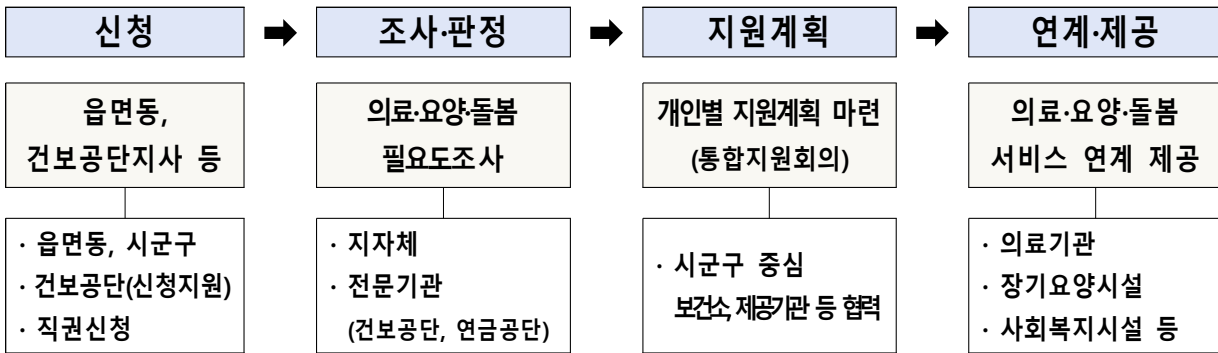 신청 ➡ 조사·판정 ➡ 지원계획 ➡ 연계·제공
읍면동,
건보공단지사 등
의료·요양·돌봄
필요도조사
개인별 지원계획 마련
(통합지원회의)
의료·요양·돌봄
서비스 연계 제공
· 읍면동, 시군구
· 건보공단(신청지원)
· 직권신청
· 지자체
· 전문기관
(건보공단, 연금공단)
· 시군구 중심
보건소, 제공기관 등 협력
· 의료기관
· 장기요양시설
· 사회복지시설 등